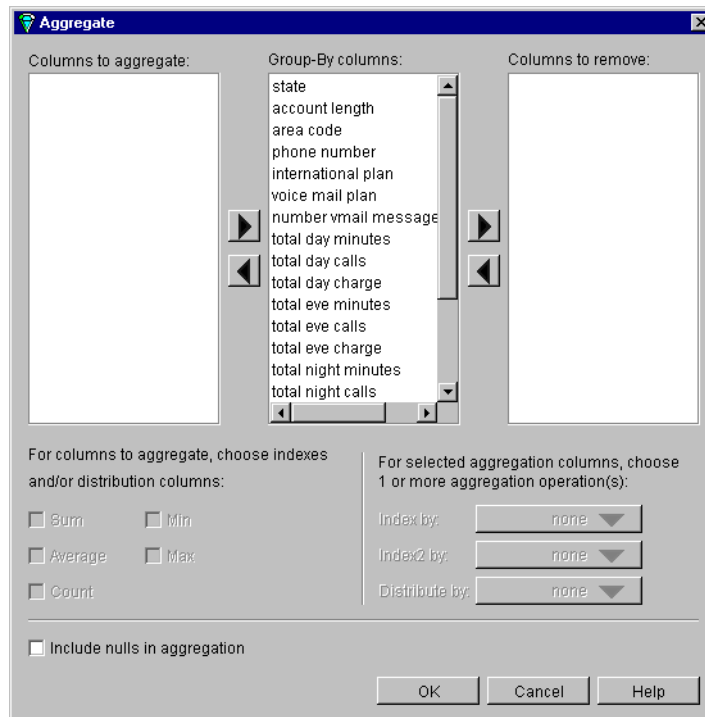 Aggregate
Columns to aggregate:
Group-By columns:
Columns to remove:
state
account length
area code
phone number
international plan
voice mail plan
number vmail message
total day minutes
total day calls
total day charge
total eve minutes
total eve calls
total eve charge
total night minutes
total night calls
For columns to aggregate, choose indexes
and/or distribution columns:
Sum
Min
Average
Max
Count
For selected aggregation columns, choose
1 or more aggregation operation(s):
Index by: none
Index2 by: none
Distribute by: none
Include nulls in aggregation
OK
Cancel
Help